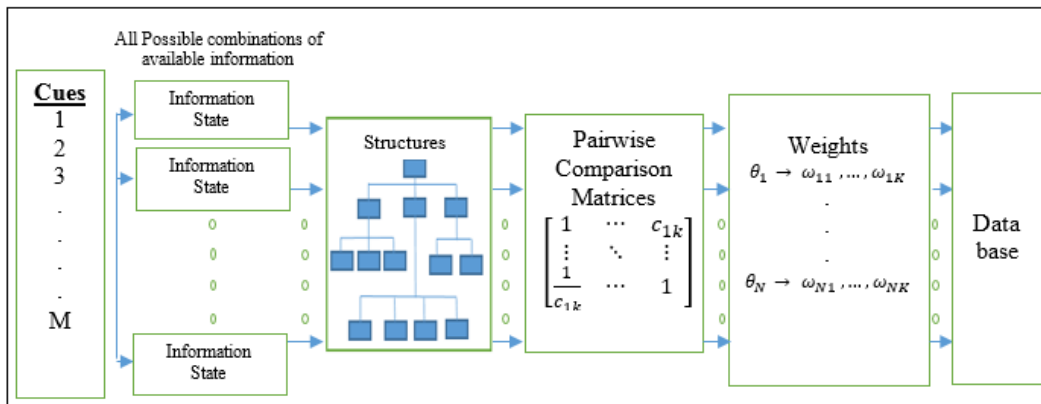 All Possible combinations of
available information
Cues
1
2
3
.
.
.
M
Information
State
Information
State
Information
State
Structures
Pairwise
Comparison
Matrices
1 ⋯ c₁ₖ
⋮ ⋱ ⋮
1/c₁ₖ ⋯ 1
Weights
θ₁ → ω₁₁ , … , ω₁K
.
.
.
θN → ωN₁ , … , ωNK
Data
base